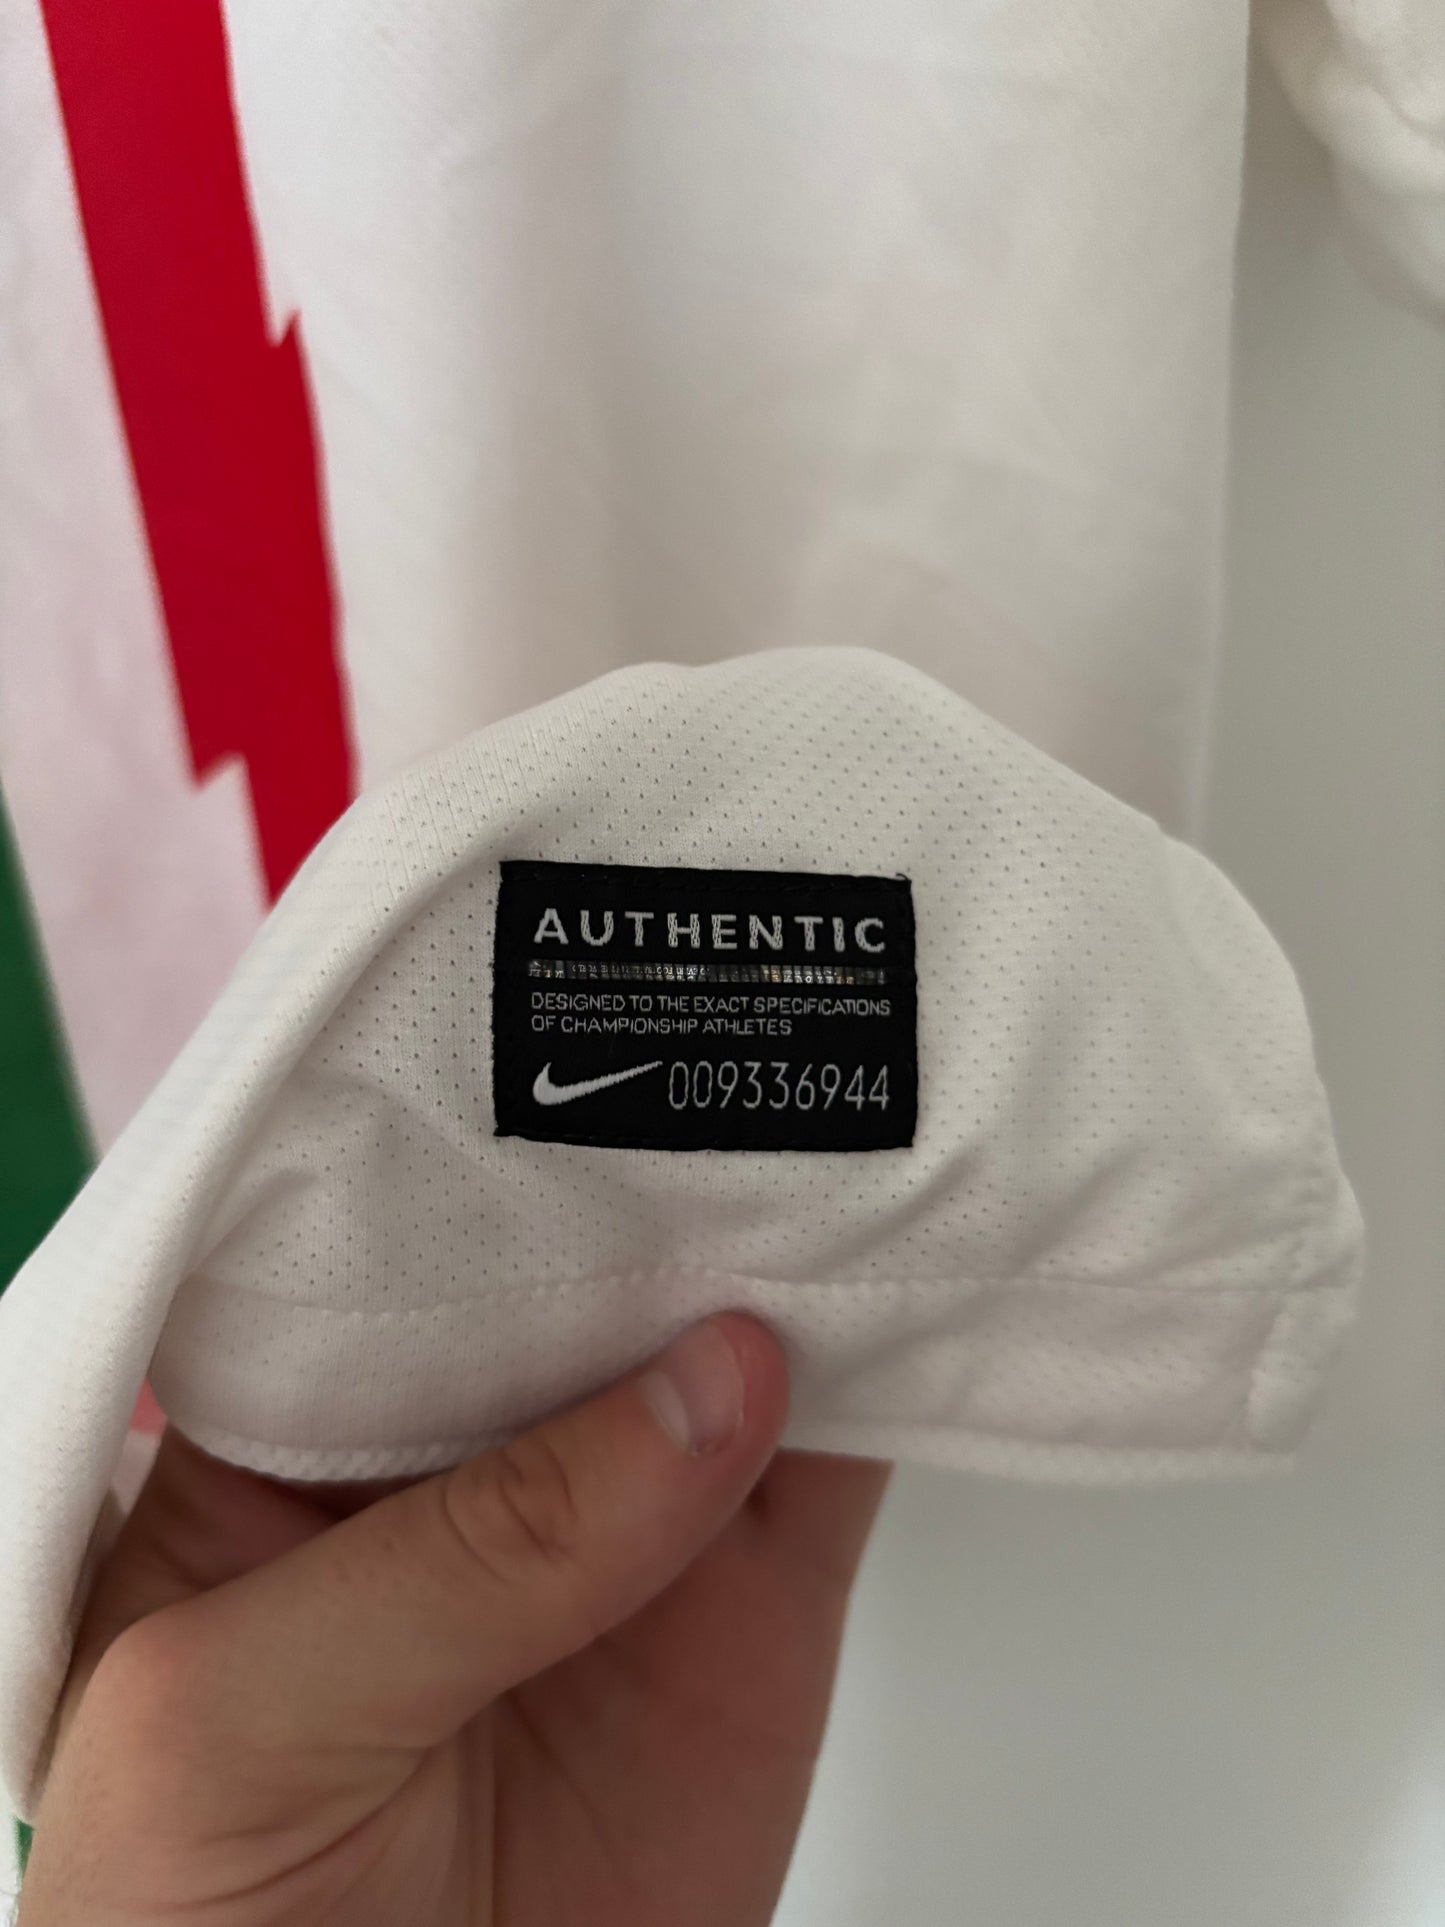 AUTHENTIC
DESIGNED TO THE EXACT SPECIFICATIONS
OF CHAMPIONSHIP ATHLETES
009336944